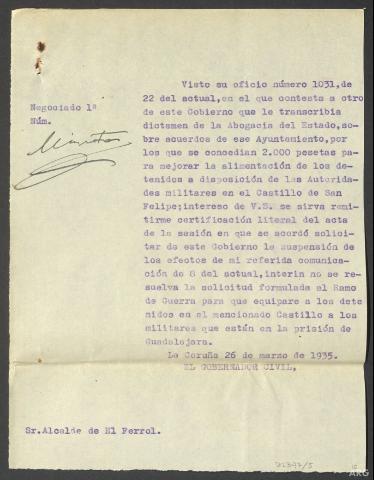 Visto su oficio número 1031, de
22 del actual, en el que contesta a otro
de este Gobierno que le transcribia
dictamen de la Abogacia del Estado, so-
bre acuerdos de ese Ayuntamiento, por
los que se concedian 2.000 pesetas pa-
ra mejorar la alimentación de los de-
tenidos a disposición de las Autorida-
des militares en el Castillo de San
Felipe; intereso de V.S. se sirva remi-
tirme certificación literal del acta
de la sesión en que se acordó solici-
tar de este Gobierno la suspensión de
los efectos de mi referida comunica-
ción de 8 del actual, interin no se re-
suelva la solicitud formulada al Ramo
de Guerra para que equipare a los dete
nidos en el mencionado Castillo a los
militares que están en la prisión de
Guadalajara.
La Coruña 26 de marzo de 1935.
EL GOBERNADOR CIVIL,
Negociado 1ª
Núm.
Minuta
Sr. Alcalde de El Ferrol.
AKG